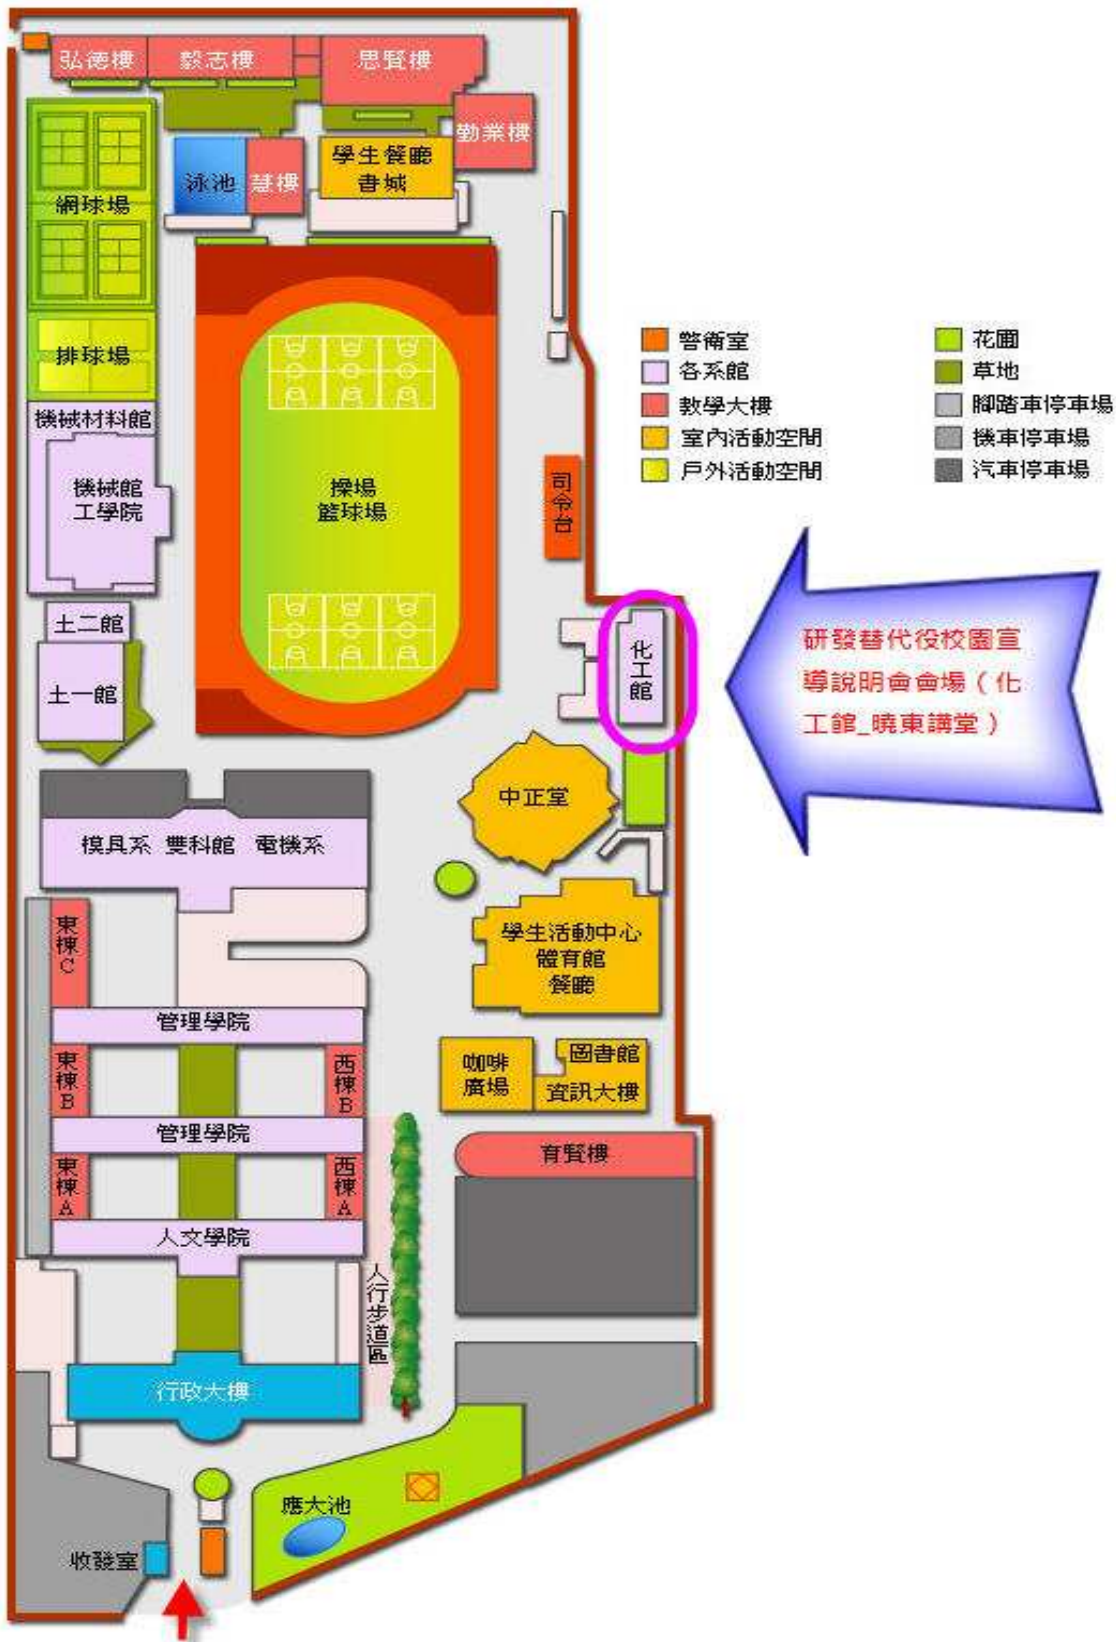 弘德樓
毅志樓
思賢樓
勤業樓
泳池
慧樓
學生餐廳
書城
網球場
排球場
機械材料館
機械館
工學院
操場
籃球場
司令台
警衛室
各系館
教學大樓
室內活動空間
戶外活動空間
花圃
草地
腳踏車停車場
機車停車場
汽車停車場
土二館
土一館
化工館
研發替代役校園宣
導說明會會場（化
工館_曉東講堂）
中正堂
模具系 雙科館 電機系
東棟C
學生活動中心
體育館
餐廳
管理學院
東棟B
西棟B
咖啡
廣場
圖書館
資訊大樓
管理學院
東棟A
西棟A
育賢樓
人文學院
人行步道區
行政大樓
應大池
收發室